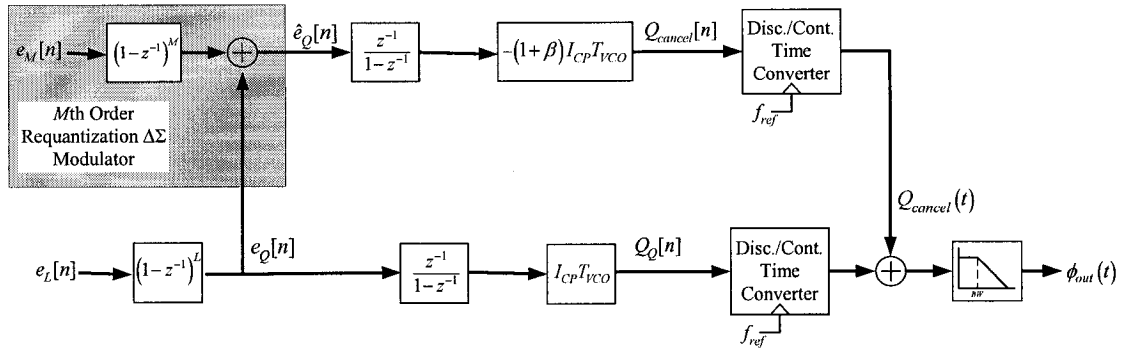 e_M[n]
(1−z⁻¹)^M
ê_Q[n]
z⁻¹
1−z⁻¹
−(1+β) I_CP T_VCO
Q_cancel[n]
Disc./Cont.
Time
Converter
f_ref
Mth Order
Requantization ΔΣ
Modulator
Q_cancel(t)
e_L[n]
(1−z⁻¹)^L
e_Q[n]
z⁻¹
1−z⁻¹
I_CP T_VCO
Q_Q[n]
Disc./Cont.
Time
Converter
f_ref
BW
ϕ_out(t)